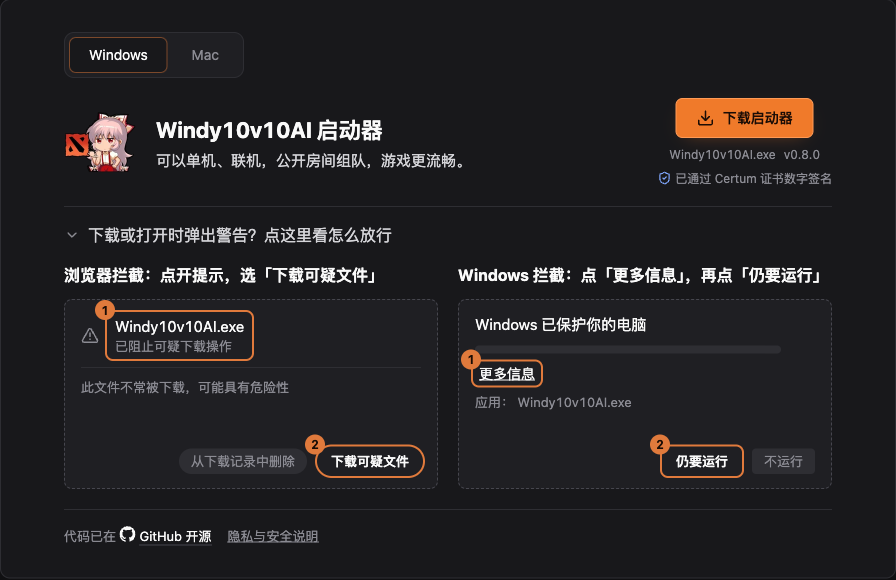 Windows
Mac
Windy10v10AI 启动器
可以单机、联机，公开房间组队，游戏更流畅。
下载启动器
Windy10v10AI.exe v0.8.0
已通过 Certum 证书数字签名
下载或打开时弹出警告？点这里看怎么放行
浏览器拦截：点开提示，选「下载可疑文件」
1
Windy10v10AI.exe
已阻止可疑下载操作
此文件不常被下载，可能具有危险性
从下载记录中删除
2
下载可疑文件
Windows 拦截：点「更多信息」，再点「仍要运行」
Windows 已保护你的电脑
1
更多信息
应用： Windy10v10AI.exe
2
仍要运行
不运行
代码已在 GitHub 开源 隐私与安全说明